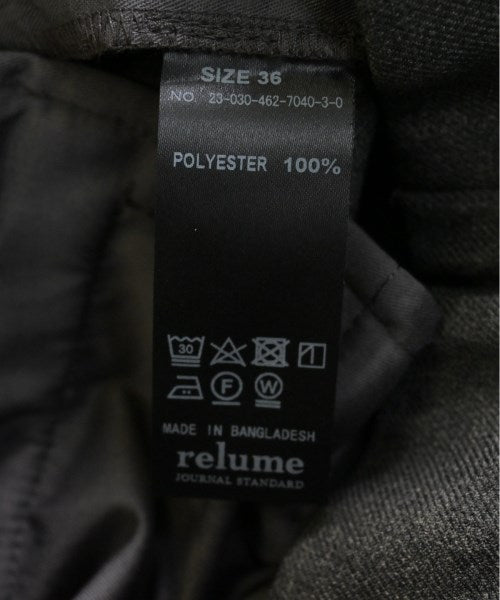 SIZE 36
NO. 23-030-462-7040-3-0
POLYESTER 100%
30
F W
MADE IN BANGLADESH
relume
JOURNAL STANDARD